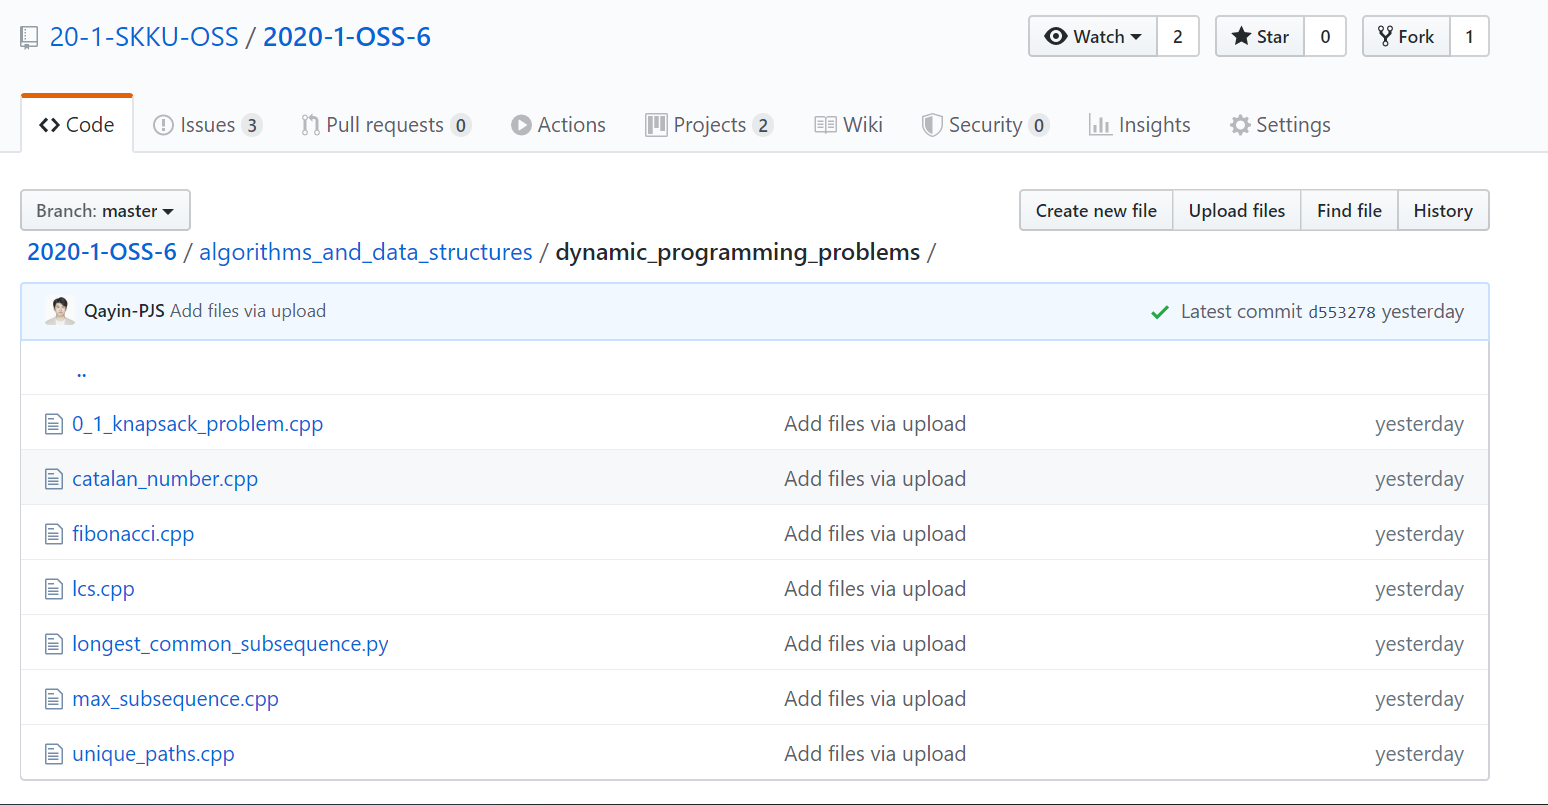 20-1-SKKU-OSS / 2020-1-OSS-6
Watch 2 Star 0 Fork 1
Code Issues 3 Pull requests 0 Actions Projects 2 Wiki Security 0 Insights Settings
Branch: master Create new file Upload files Find file History
2020-1-OSS-6 / algorithms_and_data_structures / dynamic_programming_problems /
Qayin-PJS Add files via upload Latest commit d553278 yesterday
..
0_1_knapsack_problem.cpp Add files via upload yesterday
catalan_number.cpp Add files via upload yesterday
fibonacci.cpp Add files via upload yesterday
lcs.cpp Add files via upload yesterday
longest_common_subsequence.py Add files via upload yesterday
max_subsequence.cpp Add files via upload yesterday
unique_paths.cpp Add files via upload yesterday